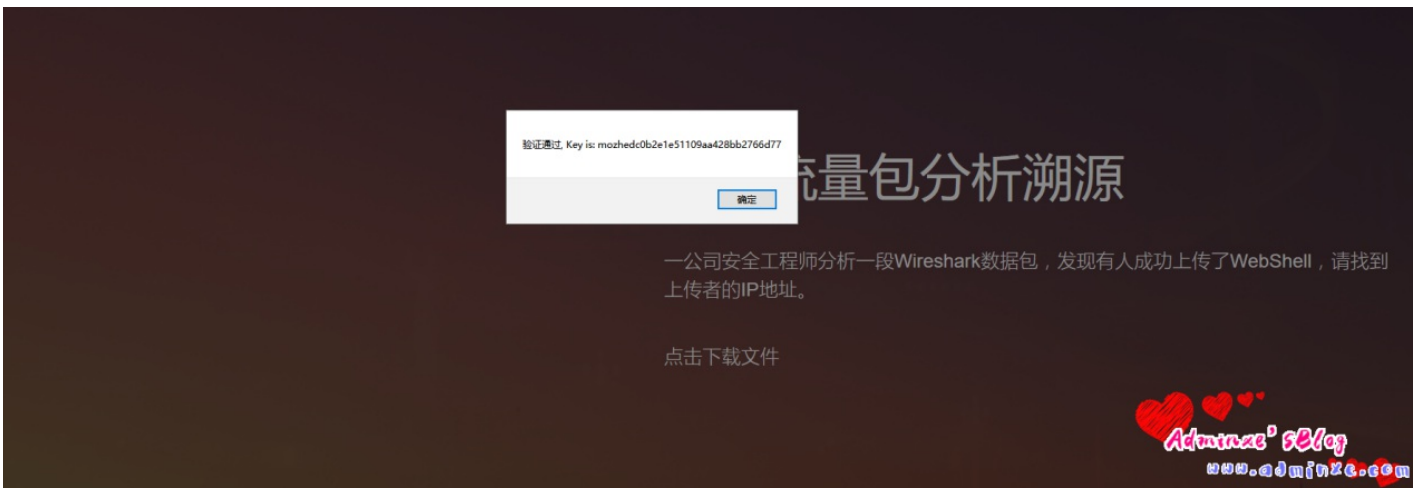 验证通过, Key is: mozhedc0b2e1e51109aa428bb2766d77
确定
流量包分析溯源
一公司安全工程师分析一段Wireshark数据包，发现有人成功上传了WebShell，请找到
上传者的IP地址。
点击下载文件
Adminxe'sBlog
www.adminxe.com